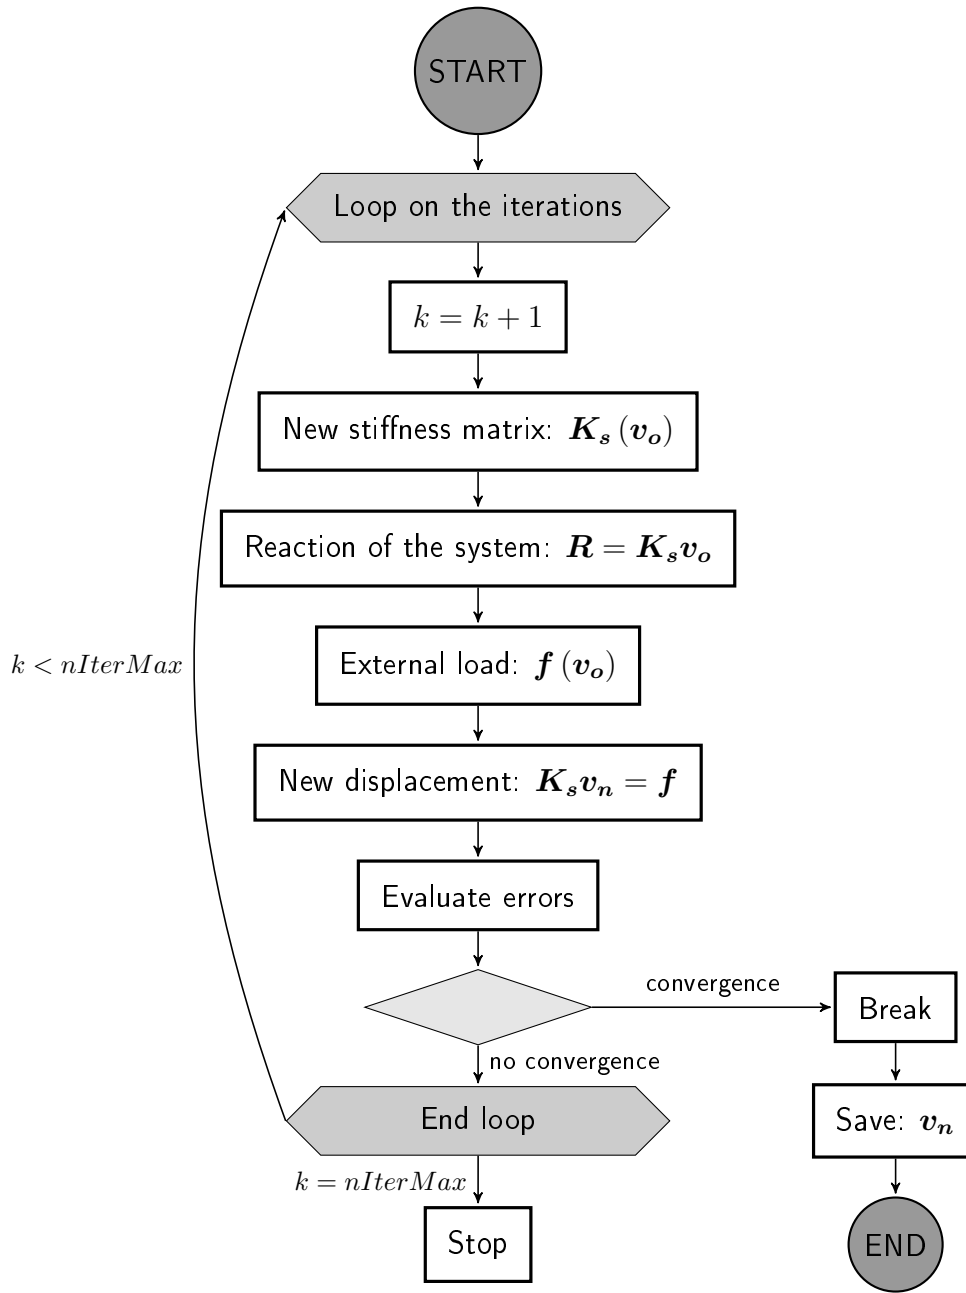 START
Loop on the iterations
k = k + 1
New stiffness matrix: K_s (v_o)
Reaction of the system: R = K_s v_o
External load: f (v_o)
k < nIterMax
New displacement: K_s v_n = f
Evaluate errors
convergence
Break
no convergence
End loop
Save: v_n
k = nIterMax
Stop
END